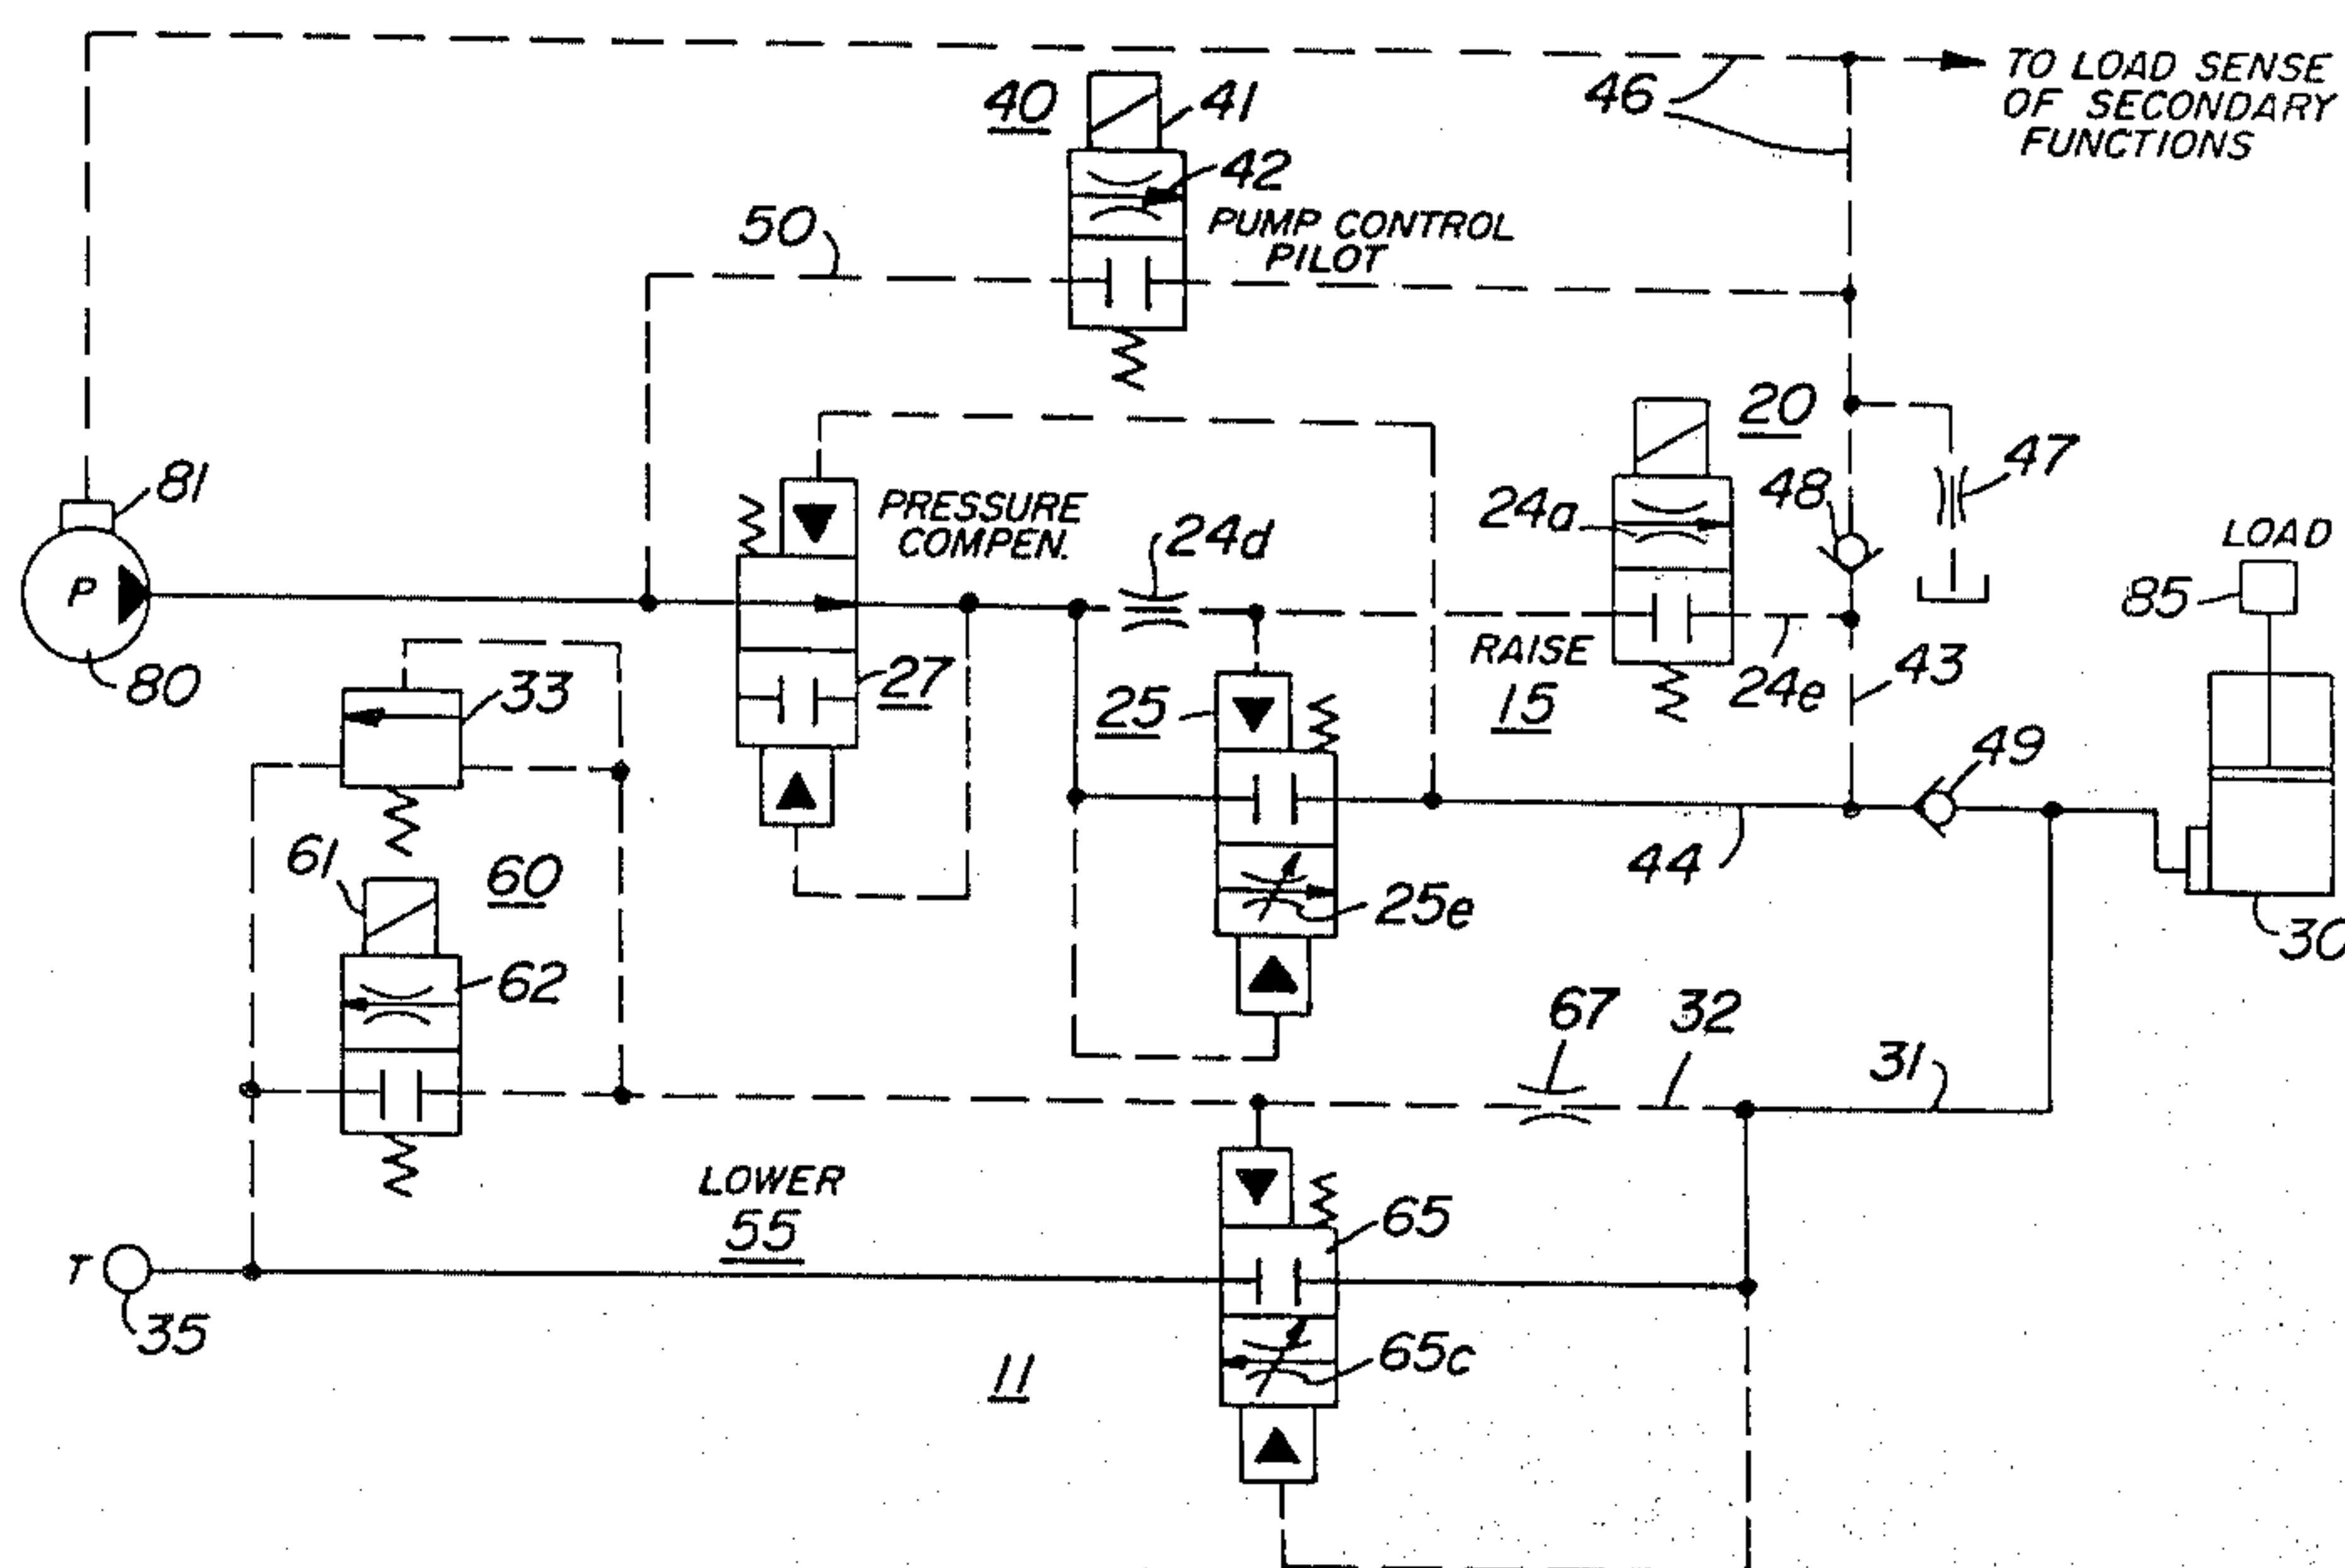 46
TO LOAD SENSE
OF SECONDARY
FUNCTIONS
40
41
42
50
PUMP CONTROL
PILOT
20
47
81
PRESSURE
COMPEN.
24d
24a
48
LOAD
85
P
80
33
27
25
RAISE
15
24e
43
49
61
60
44
25e
30
62
67
32
31
LOWER
55
65
T
35
11
65c